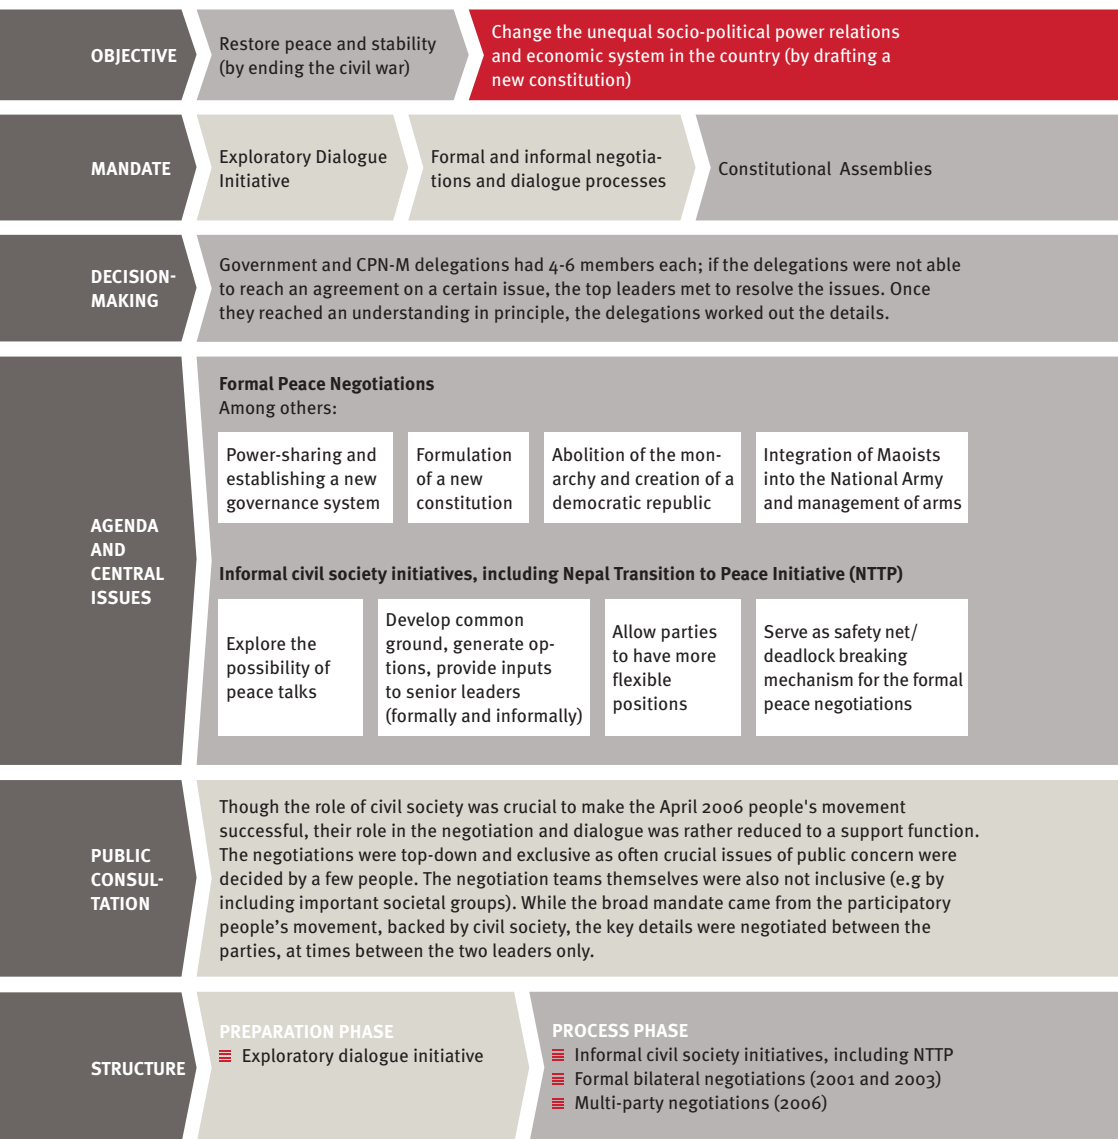 OBJECTIVE
Restore peace and stability
(by ending the civil war)
Change the unequal socio-political power relations
and economic system in the country (by drafting a
new constitution)
MANDATE
Exploratory Dialogue
Initiative
Formal and informal negotia-
tions and dialogue processes
Constitutional Assemblies
DECISION-
MAKING
Government and CPN-M delegations had 4-6 members each; if the delegations were not able
to reach an agreement on a certain issue, the top leaders met to resolve the issues. Once
they reached an understanding in principle, the delegations worked out the details.
AGENDA
AND
CENTRAL
ISSUES
Formal Peace Negotiations
Among others:
Power-sharing and
establishing a new
governance system
Formulation
of a new
constitution
Abolition of the mon-
archy and creation of a
democratic republic
Integration of Maoists
into the National Army
and management of arms
Informal civil society initiatives, including Nepal Transition to Peace Initiative (NTTP)
Explore the
possibility of
peace talks
Develop common
ground, generate op-
tions, provide inputs
to senior leaders
(formally and informally)
Allow parties
to have more
flexible
positions
Serve as safety net/
deadlock breaking
mechanism for the formal
peace negotiations
PUBLIC
CONSUL-
TATION
Though the role of civil society was crucial to make the April 2006 people's movement
successful, their role in the negotiation and dialogue was rather reduced to a support function.
The negotiations were top-down and exclusive as often crucial issues of public concern were
decided by a few people. The negotiation teams themselves were also not inclusive (e.g by
including important societal groups). While the broad mandate came from the participatory
people’s movement, backed by civil society, the key details were negotiated between the
parties, at times between the two leaders only.
STRUCTURE
PREPARATION PHASE
Exploratory dialogue initiative
PROCESS PHASE
Informal civil society initiatives, including NTTP
Formal bilateral negotiations (2001 and 2003)
Multi-party negotiations (2006)